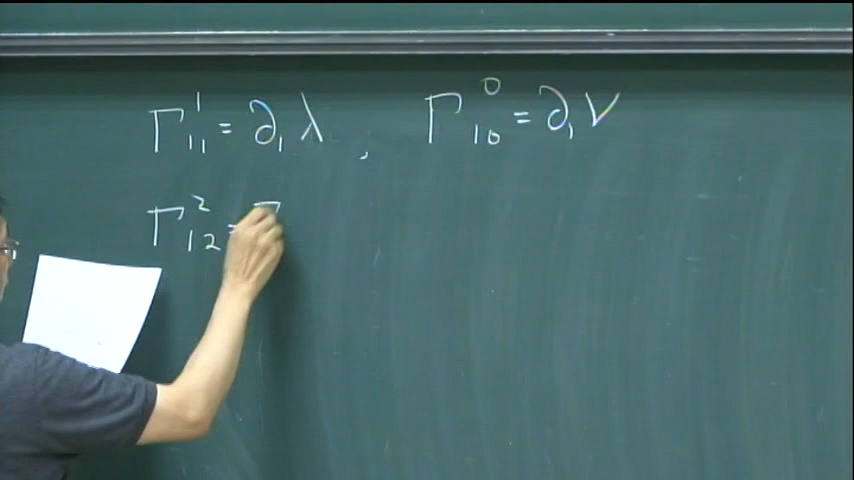 Γ¹₁₁ = ∂₁λ , Γ⁰₁₀ = ∂₁ν
Γ²₁₂ = Γ